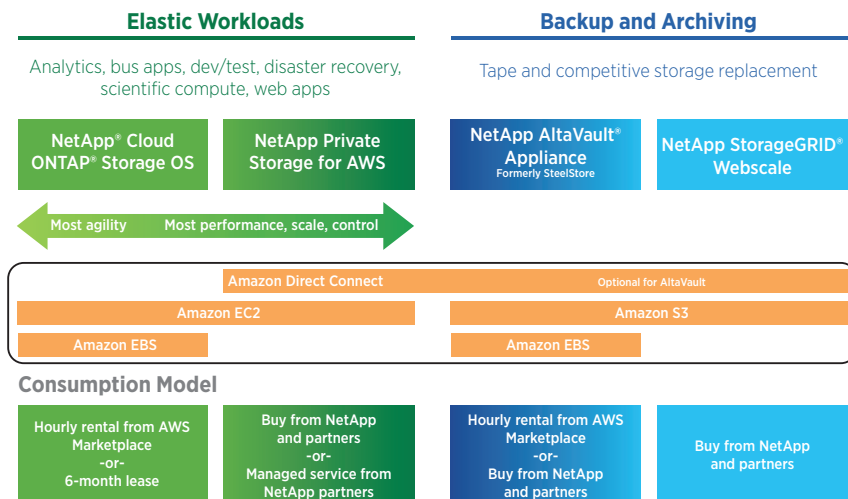 Elastic Workloads
Analytics, bus apps, dev/test, disaster recovery,
scientific compute, web apps
NetApp® Cloud
ONTAP® Storage OS
NetApp Private
Storage for AWS
Most agility
Most performance, scale, control
Backup and Archiving
Tape and competitive storage replacement
NetApp AltaVault®
Appliance
Formerly SteelStore
NetApp StorageGRID®
Webscale
Amazon Direct Connect
Optional for AltaVault
Amazon EC2
Amazon S3
Amazon EBS
Amazon EBS
Consumption Model
Hourly rental from AWS
Marketplace
-or-
6-month lease
Buy from NetApp
and partners
-or-
Managed service from
NetApp partners
Hourly rental from AWS
Marketplace
-or-
Buy from NetApp
and partners
Buy from NetApp
and partners